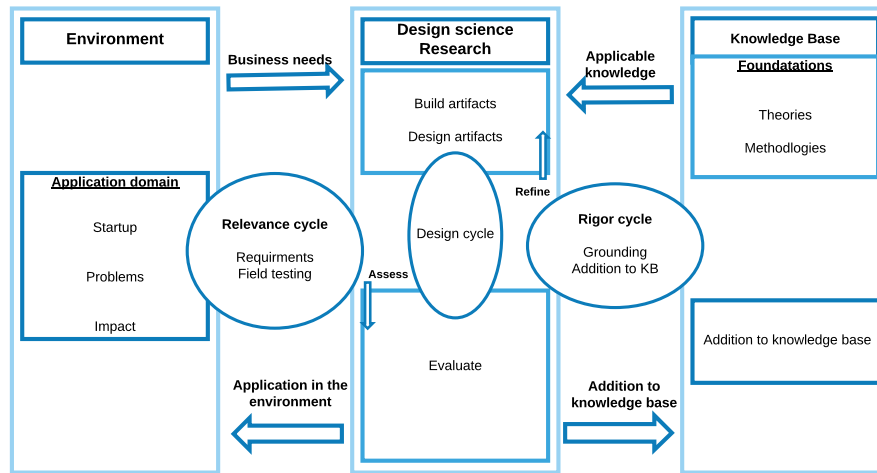 Environment
Business needs
Application domain
Startup
Problems
Impact
Relevance cycle
Requirments
Field testing
Application in the
environment
Design science
Research
Build artifacts
Design artifacts
Refine
Design cycle
Assess
Evaluate
Applicable
knowledge
Rigor cycle
Grounding
Addition to KB
Addition to
knowledge base
Knowledge Base
Foundatations
Theories
Methodlogies
Addition to knowledge base